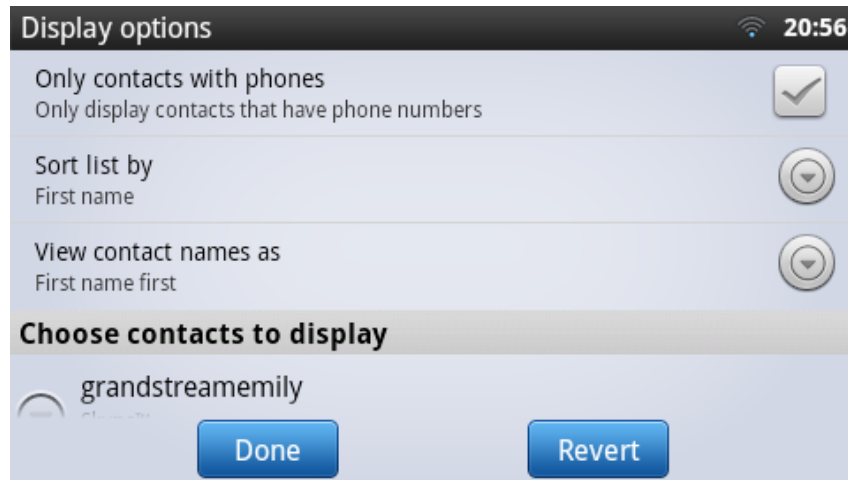 Display options
20:56
Only contacts with phones
Only display contacts that have phone numbers
Sort list by
First name
View contact names as
First name first
Choose contacts to display
grandstreamemily
Done
Revert